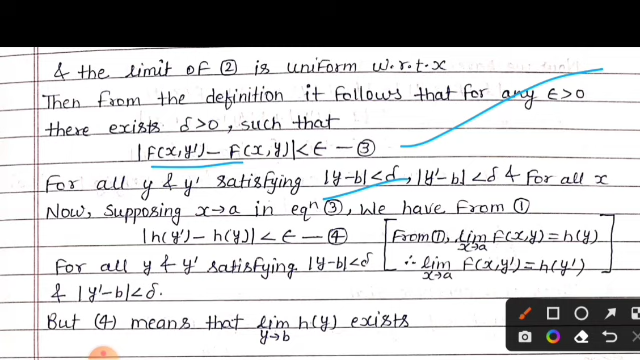 & the limit of ② is uniform w.r.t.x
Then from the definition it follows that for any ϵ>0
there exists δ>0, such that
|F(x,y')-F(x,y)|<ϵ-③
For all y & y' satisfying |y-b|<δ, |y'-b|<δ & for all x
Now, supposing x→a in eqⁿ ③, we have from ①
|h(y')-h(y)|<ϵ-④ [From ①, lim x→a F(x,y)=h(y)
For all y & y' satisfying |y-b|<δ ∴ lim x→a F(x,y')=h(y')]
& |y'-b|<δ.
But (4) means that lim y→b h(y) exists